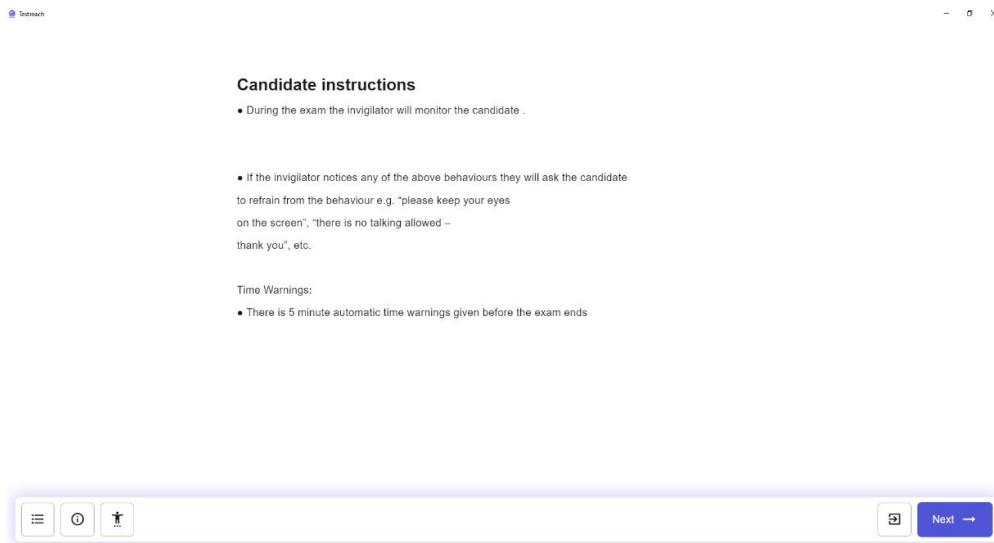 Testreach
Candidate instructions
● During the exam the invigilator will monitor the candidate .
● If the invigilator notices any of the above behaviours they will ask the candidate
to refrain from the behaviour e.g. “please keep your eyes
on the screen”, “there is no talking allowed –
thank you”, etc.
Time Warnings:
● There is 5 minute automatic time warnings given before the exam ends
Next →